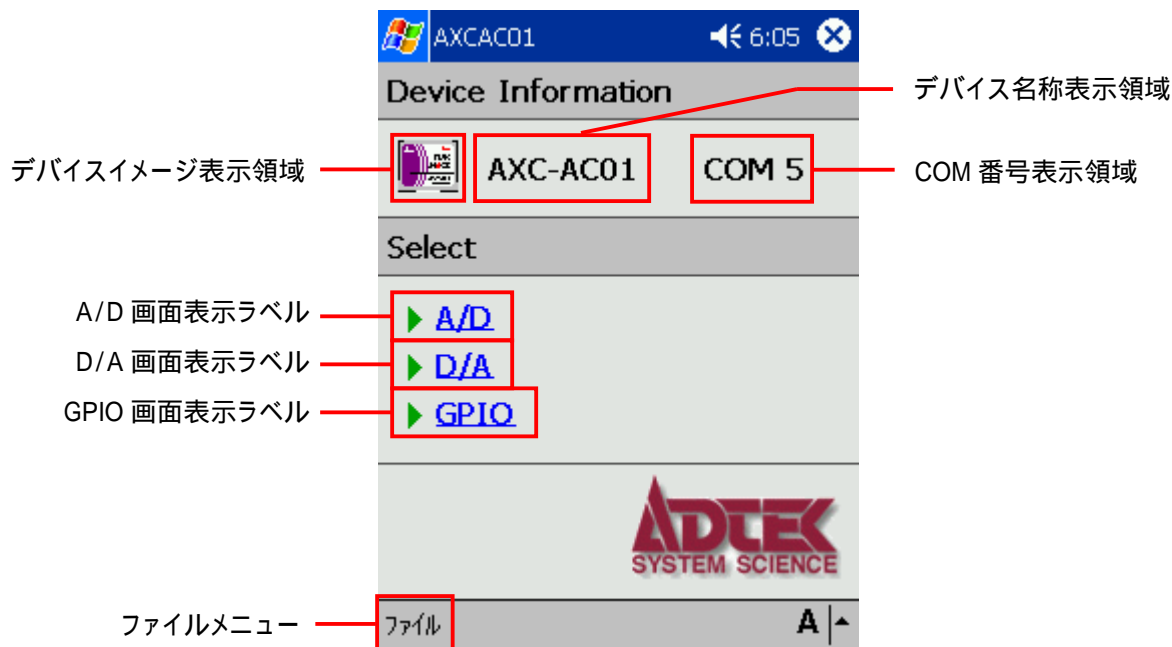 AXCAC01 6:05
Device Information
デバイス名称表示領域
デバイスイメージ表示領域
AXC-AC01
COM 5
COM 番号表示領域
Select
A/D 画面表示ラベル
A/D
D/A 画面表示ラベル
D/A
GPIO 画面表示ラベル
GPIO
ADTEK
SYSTEM SCIENCE
ファイルメニュー
ファイル
A